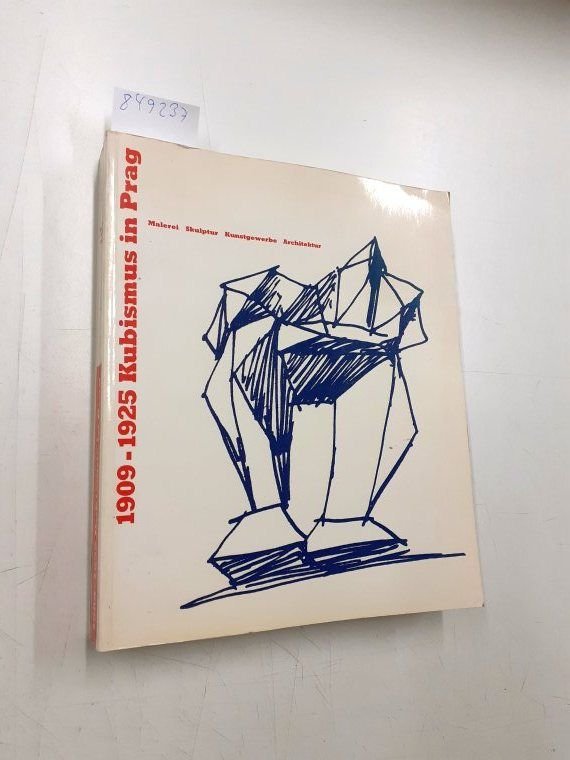 849237
1909-1925 Kubismus in Prag
Malerei Skulptur Kunstgewerbe Architektur